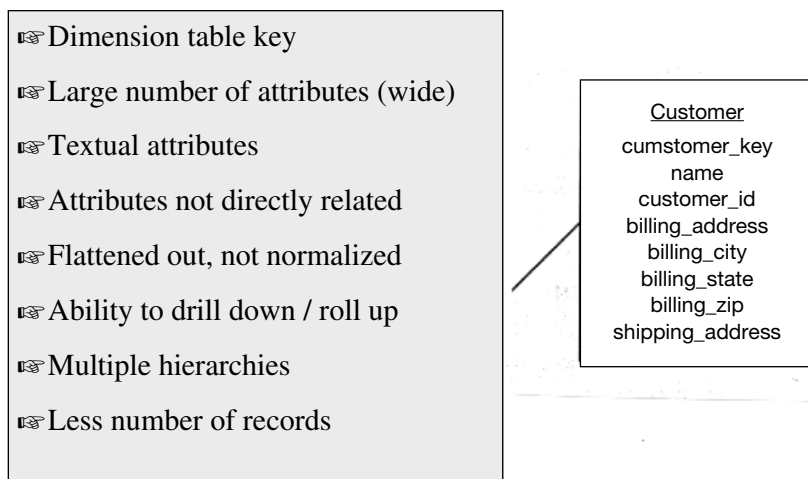 ☞Dimension table key
☞Large number of attributes (wide)
☞Textual attributes
☞Attributes not directly related
☞Flattened out, not normalized
☞Ability to drill down / roll up
☞Multiple hierarchies
☞Less number of records
Customer
cumstomer_key
name
customer_id
billing_address
billing_city
billing_state
billing_zip
shipping_address